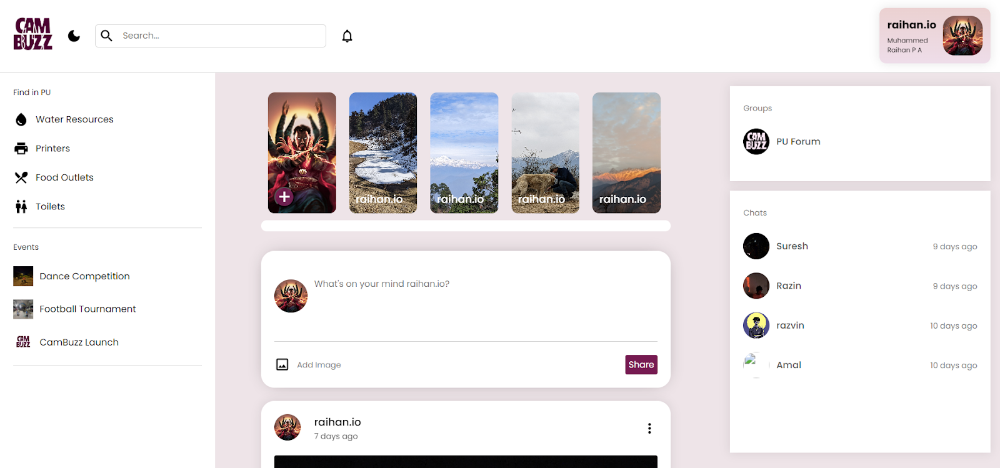 CAM
BUZZ
Search...
raihan.io
Muhammed
Raihan P A
Find in PU
Water Resources
Printers
Food Outlets
Toilets
Events
Dance Competition
Football Tournament
CAM
BUZZ
CamBuzz Launch
raihan.io
raihan.io
raihan.io
raihan.io
What's on your mind raihan.io?
Add Image
Share
raihan.io
7 days ago
Groups
CAM
BUZZ
PU Forum
Chats
Suresh
9 days ago
Razin
9 days ago
razvin
10 days ago
Amal
10 days ago